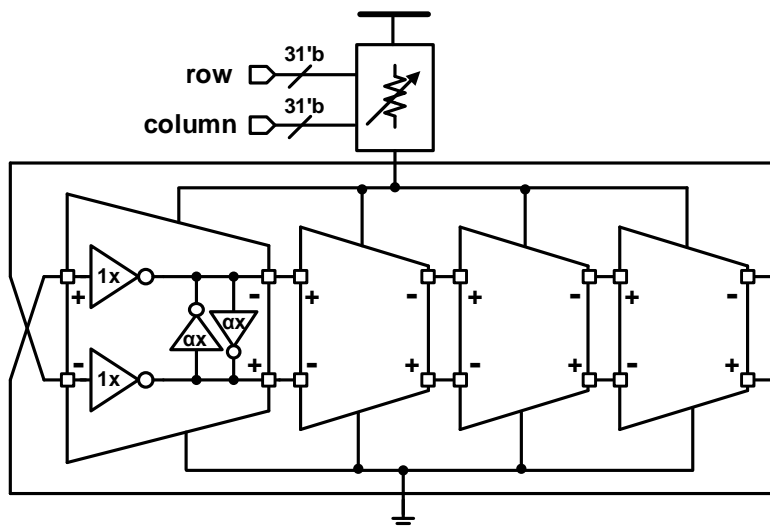 31'b
row
31'b
column
1x
+
-
αx
αx
-
1x
-
+
+
-
-
+
+
-
-
+
+
-
-
+